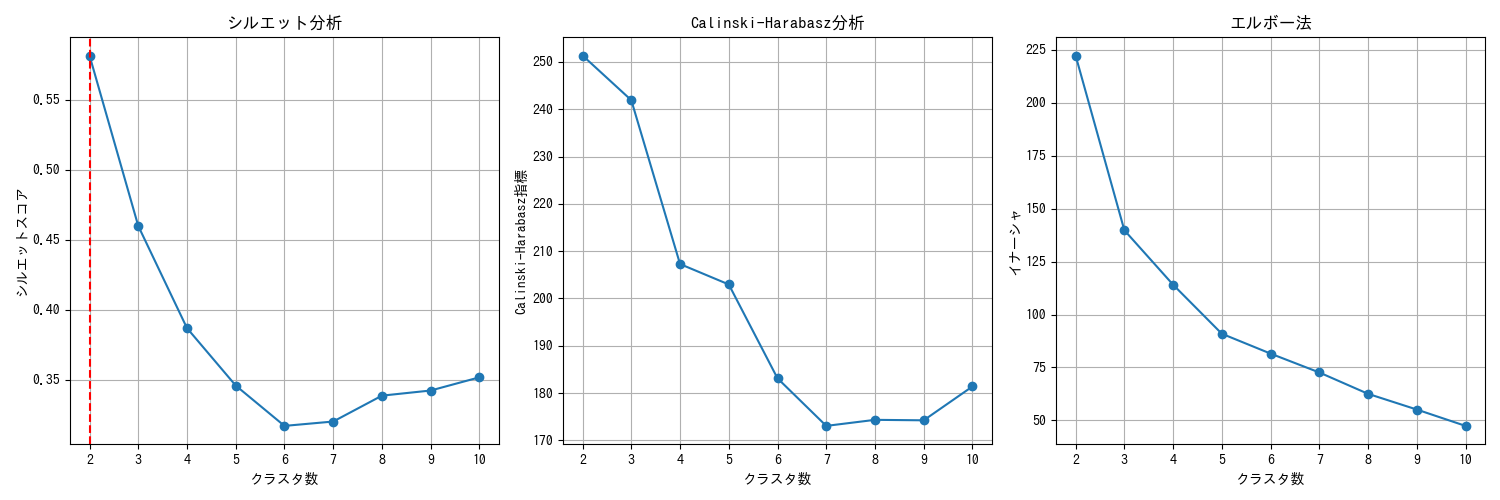 シルエット分析
シルエットスコア
0.55
0.50
0.45
0.40
0.35
2 3 4 5 6 7 8 9 10
クラスタ数
Calinski-Harabasz分析
Calinski-Harabasz指標
250
240
230
220
210
200
190
180
170
2 3 4 5 6 7 8 9 10
クラスタ数
エルボー法
イナーシャ
225
200
175
150
125
100
75
50
2 3 4 5 6 7 8 9 10
クラスタ数